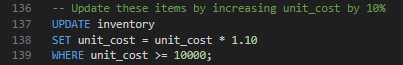 136 -- Update these items by increasing unit_cost by 10%
137 UPDATE inventory
138 SET unit_cost = unit_cost * 1.10
139 WHERE unit_cost >= 10000;